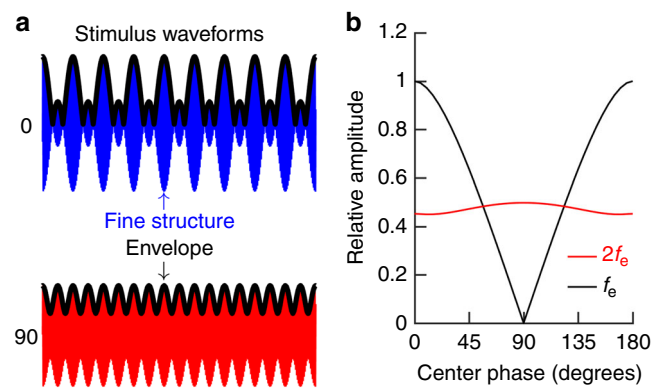 a
Stimulus waveforms
0
Fine structure
Envelope
90
b
Relative amplitude
1.2
1
0.8
0.6
0.4
0.2
0
2fe
fe
0 45 90 135 180
Center phase (degrees)